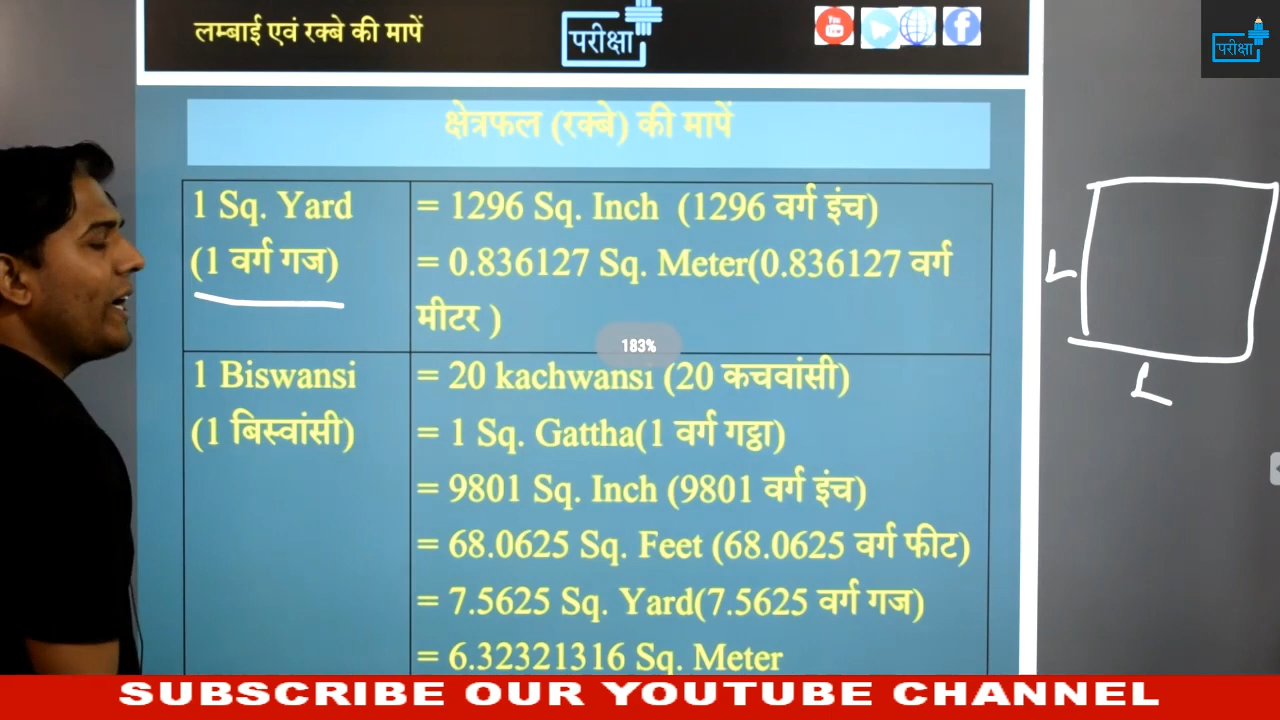 लम्बाई एवं रक्बे की मापें
परीक्षा
You
Tube
परीक्षा
क्षेत्रफल (रक्बे) की मापें
1 Sq. Yard
(1 वर्ग गज)
= 1296 Sq. Inch (1296 वर्ग इंच)
= 0.836127 Sq. Meter(0.836127 वर्ग
मीटर )
L
L
183%
1 Biswansi
(1 बिस्वांसी)
= 20 kachwansi (20 कचवांसी)
= 1 Sq. Gattha(1 वर्ग गट्ठा)
= 9801 Sq. Inch (9801 वर्ग इंच)
= 68.0625 Sq. Feet (68.0625 वर्ग फीट)
= 7.5625 Sq. Yard(7.5625 वर्ग गज)
= 6.32321316 Sq. Meter
SUBSCRIBE OUR YOUTUBE CHANNEL